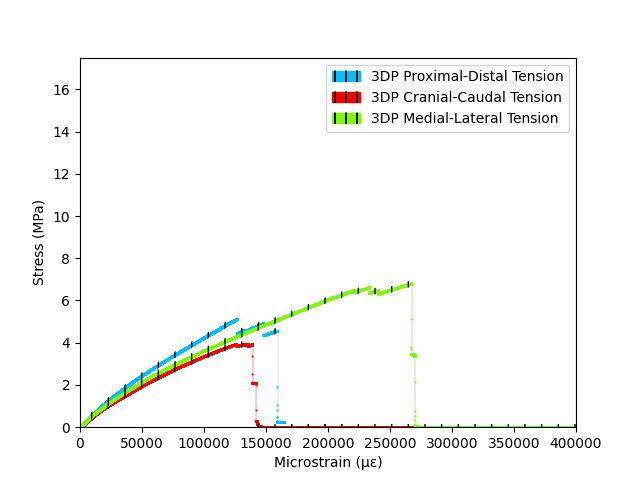 3DP Proximal-Distal Tension
3DP Cranial-Caudal Tension
3DP Medial-Lateral Tension
Stress (MPa)
16
14
12
10
8
6
4
2
0
0 50000 100000 150000 200000 250000 300000 350000 400000
Microstrain (με)